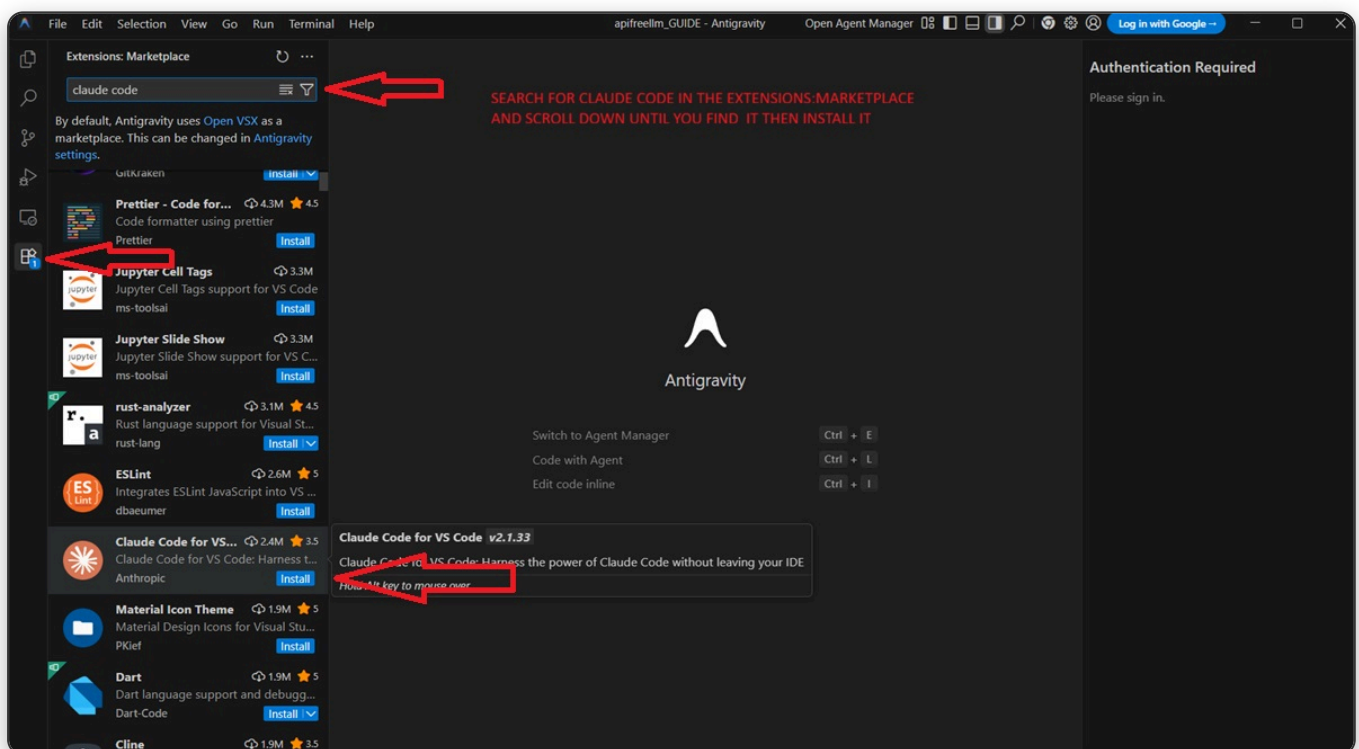 File Edit Selection View Go Run Terminal Help
apifreellm_GUIDE - Antigravity
Open Agent Manager
Log in with Google →
Extensions: Marketplace
claude code
By default, Antigravity uses Open VSX as a
marketplace. This can be changed in Antigravity
settings.
GitKraken
Install
Prettier - Code for... 4.3M 4.5
Code formatter using prettier
Prettier
Install
Jupyter Cell Tags 3.3M
Jupyter Cell Tags support for VS Code
ms-toolsai
Install
Jupyter Slide Show 3.3M
Jupyter Slide Show support for VS C...
ms-toolsai
Install
rust-analyzer 3.1M 4.5
Rust language support for Visual St...
rust-lang
Install
ESLint 2.6M 5
Integrates ESLint JavaScript into VS ...
dbaeumer
Install
Claude Code for VS... 2.4M 3.5
Claude Code for VS Code: Harness t...
Anthropic
Install
Material Icon Theme 1.9M 5
Material Design Icons for Visual Stu...
PKief
Install
Dart 1.9M 5
Dart language support and debugg...
Dart-Code
Install
Cline 1.9M 3.5
1
jupyter
jupyter
r.
a
ES
Lint
SEARCH FOR CLAUDE CODE IN THE EXTENSIONS:MARKETPLACE
AND SCROLL DOWN UNTIL YOU FIND IT THEN INSTALL IT
Antigravity
Switch to Agent Manager Ctrl + E
Code with Agent Ctrl + L
Edit code inline Ctrl + I
Claude Code for VS Code v2.1.33
Claude Code for VS Code: Harness the power of Claude Code without leaving your IDE
Hold Alt key to mouse over
Authentication Required
Please sign in.